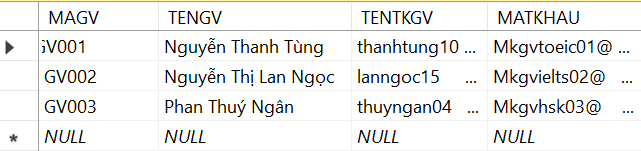 MAGV TENGV TENTKGV MATKHAU
GV001 Nguyễn Thanh Tùng thanhtung10 ... Mkgvtoeic01@ ...
GV002 Nguyễn Thị Lan Ngọc lanngoc15 ... Mkgvielts02@ ...
GV003 Phan Thuý Ngân thuyngan04 ... Mkgvhsk03@ ...
NULL NULL NULL NULL